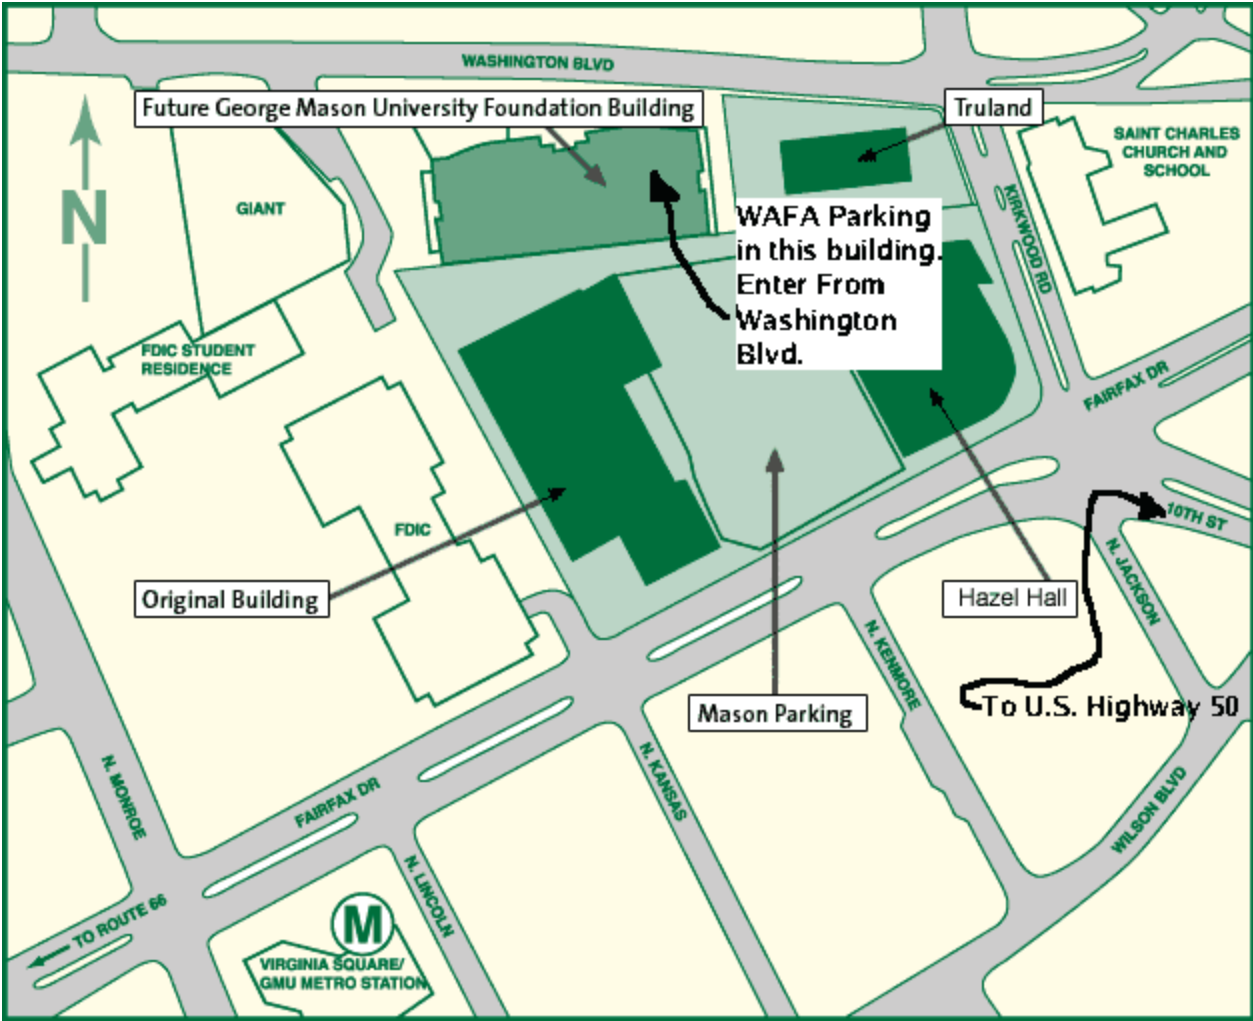 WASHINGTON BLVD
Future George Mason University Foundation Building
Truland
SAINT CHARLES
CHURCH AND
SCHOOL
N
GIANT
KIRKWOOD RD
WAFA Parking
in this building.
Enter From
Washington
Blvd.
FDIC STUDENT
RESIDENCE
FAIRFAX DR
10TH ST
FDIC
N. JACKSON
Original Building
Hazel Hall
N. KENMORE
To U.S. Highway 50
Mason Parking
N. MONROE
N. KANSAS
FAIRFAX DR
WILSON BLVD
N. LINCOLN
TO ROUTE 66
M
VIRGINIA SQUARE/
GMU METRO STATION